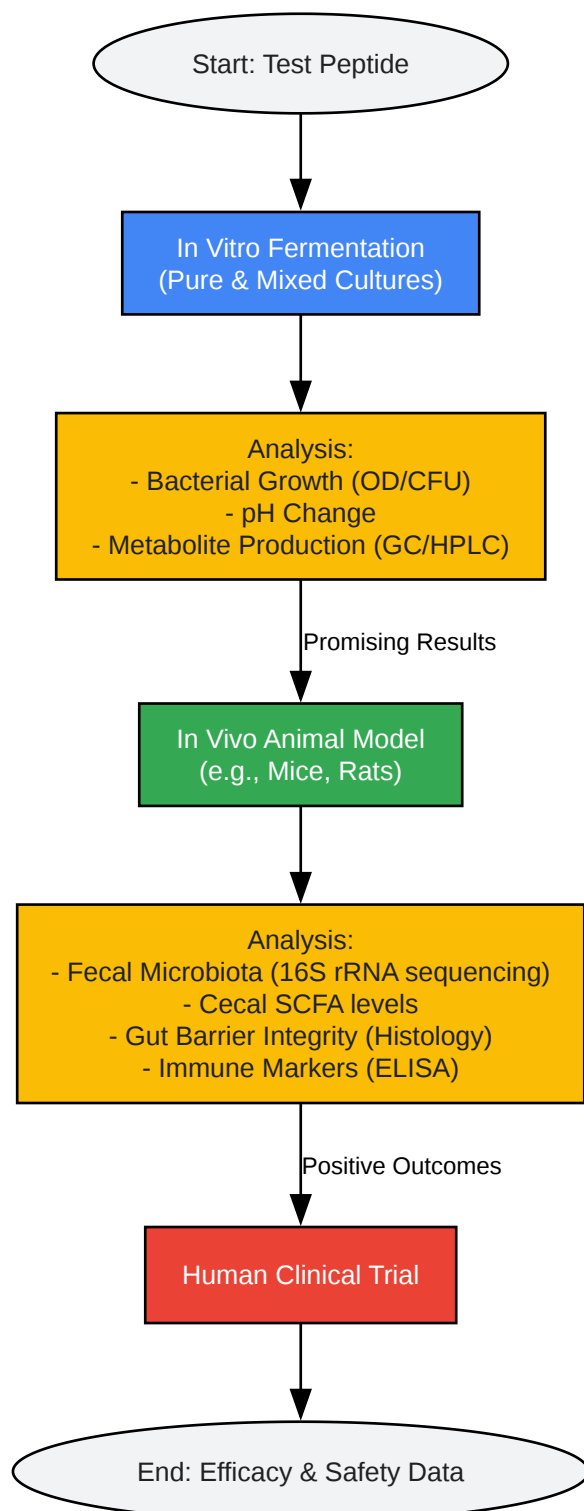 Start: Test Peptide
In Vitro Fermentation
(Pure & Mixed Cultures)
Analysis:
- Bacterial Growth (OD/CFU)
- pH Change
- Metabolite Production (GC/HPLC)
Promising Results
In Vivo Animal Model
(e.g., Mice, Rats)
Analysis:
- Fecal Microbiota (16S rRNA sequencing)
- Cecal SCFA levels
- Gut Barrier Integrity (Histology)
- Immune Markers (ELISA)
Positive Outcomes
Human Clinical Trial
End: Efficacy & Safety Data